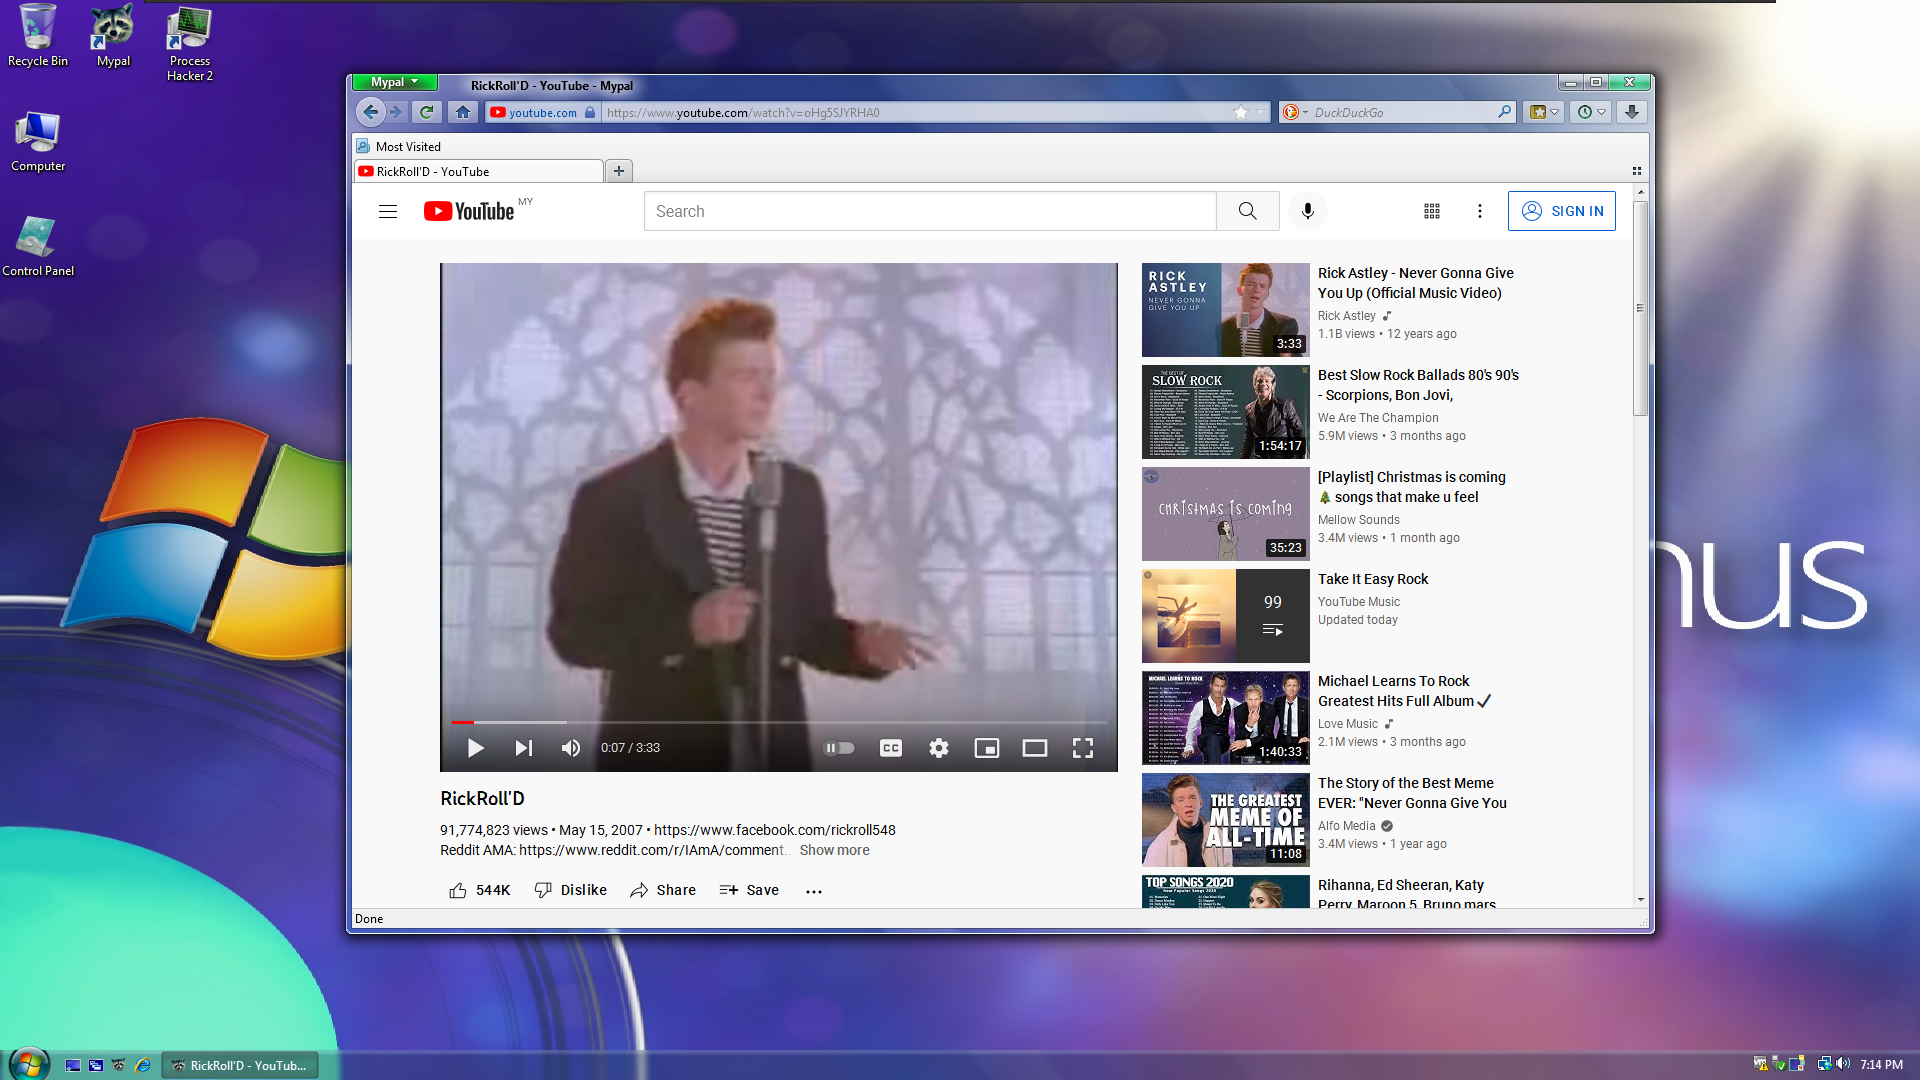 Recycle Bin
Mypal
Process
Hacker 2
Computer
Control Panel
Mypal
RickRoll'D - YouTube - Mypal
youtube.com
https://www.youtube.com/watch?v=oHg5SJYRHA0
DuckDuckGo
Most Visited
RickRoll'D - YouTube
YouTube MY
Search
SIGN IN
0:07 / 3:33
CC
RickRoll'D
91,774,823 views • May 15, 2007 • https://www.facebook.com/rickroll548
Reddit AMA: https://www.reddit.com/r/IAmA/comment... Show more
544K
Dislike
Share
Save
RICK
ASTLEY
NEVER GONNA
GIVE YOU UP
3:33
Rick Astley - Never Gonna Give
You Up (Official Music Video)
Rick Astley
1.1B views • 12 years ago
THE BEST OF
SLOW ROCK
1:54:17
Best Slow Rock Ballads 80's 90's
- Scorpions, Bon Jovi,
We Are The Champion
5.9M views • 3 months ago
CHRISTMAS IS COMING
35:23
[Playlist] Christmas is coming
🎄 songs that make u feel
Mellow Sounds
3.4M views • 1 month ago
99
Take It Easy Rock
YouTube Music
Updated today
MICHAEL LEARNS TO ROCK
1:40:33
Michael Learns To Rock
Greatest Hits Full Album ✔
Love Music
2.1M views • 3 months ago
THE GREATEST
MEME OF
ALL-TIME
11:08
The Story of the Best Meme
EVER: "Never Gonna Give You
Alfo Media
3.4M views • 1 year ago
TOP SONGS 2020
New Popular Songs 2020
Rihanna, Ed Sheeran, Katy
Perry, Maroon 5, Bruno mars
Done
nus
RickRoll'D - YouTub...
7:14 PM